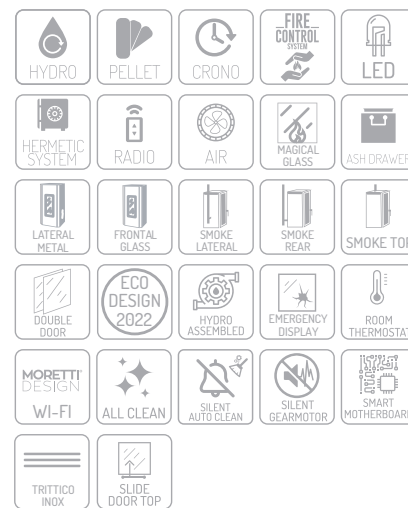 HYDRO
PELLET
CRONO
FIRE
CONTROL
SYSTEM
LED
HERMETIC
SYSTEM
RADIO
AIR
MAGICAL
GLASS
ASH DRAWER
LATERAL
METAL
FRONTAL
GLASS
SMOKE
LATERAL
SMOKE
REAR
SMOKE TOP
DOUBLE
DOOR
ECO
DESIGN
2022
HYDRO
ASSEMBLED
EMERGENCY
DISPLAY
ROOM
THERMOSTAT
MORETTI
DESIGN
WI-FI
ALL CLEAN
SILENT
AUTO CLEAN
SILENT
GEARMOTOR
SMART
MOTHERBOARD
TRITTICO
INOX
SLIDE
DOOR TOP